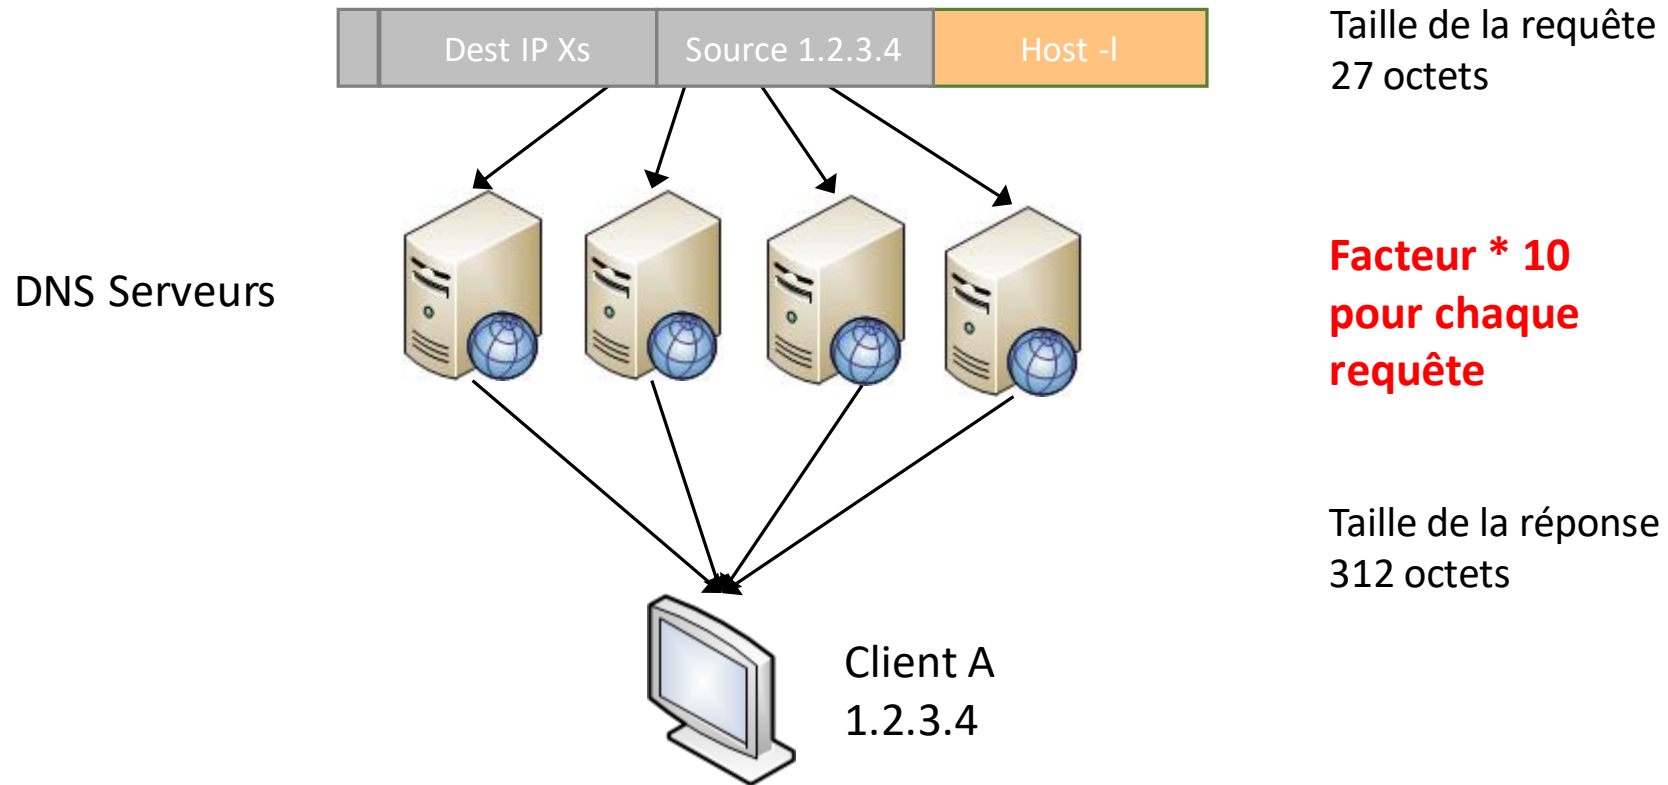 Dest IP Xs
Source 1.2.3.4
Host -l
Taille de la requête
27 octets
DNS Serveurs
Facteur * 10
pour chaque
requête
Taille de la réponse
312 octets
Client A
1.2.3.4